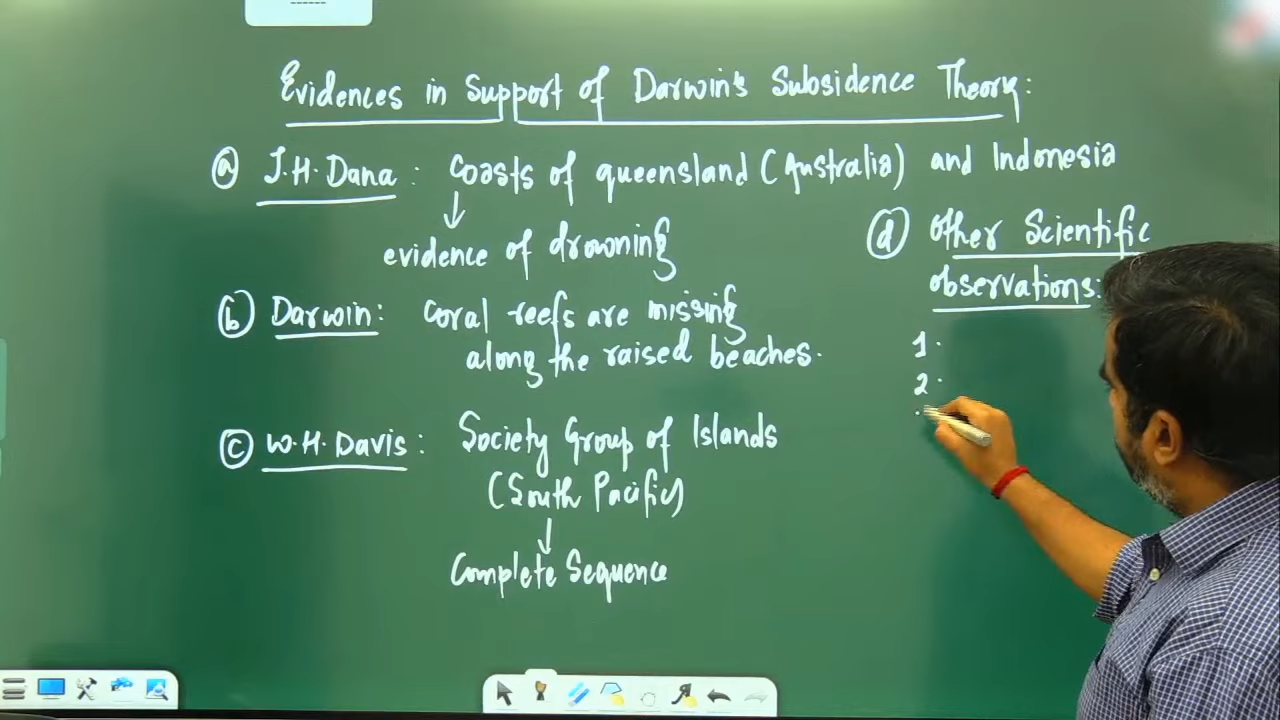 Evidences in Support of Darwin's Subsidence Theory:
(a) J.H.Dana: Coasts of queensland (Australia) and Indonesia
↓
evidence of drowning
(b) Darwin: Coral reefs are missing
along the raised beaches.
(c) W.H.Davis: Society Group of Islands
(South Pacific)
↓
Complete Sequence
(d) Other Scientific
observations:
1.
2.